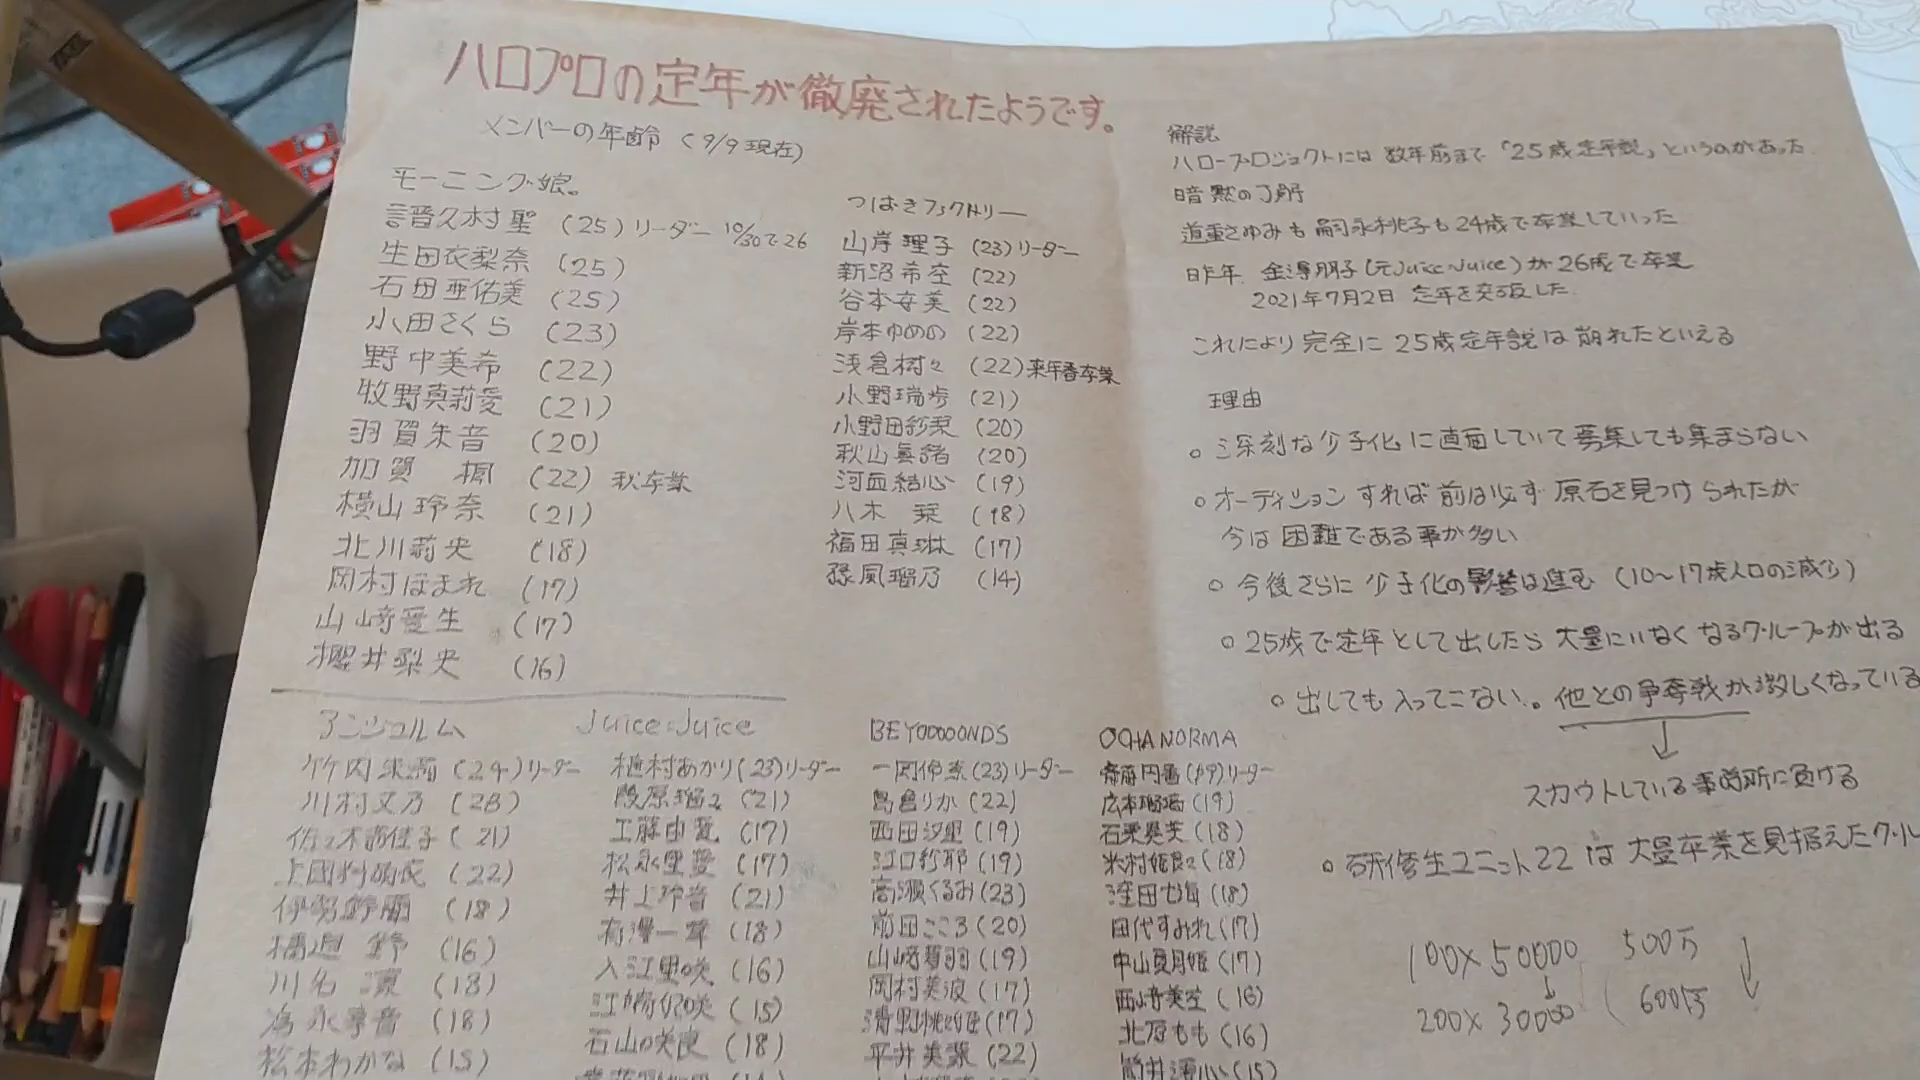 ハロプロの定年が徹廃されたようです。
メンバーの年齢 (9/9現在)
モーニング娘。
譜久村聖 (25) リーダー 10/30で26
生田衣梨奈 (25)
石田亜佑美 (25)
小田さくら (23)
野中美希 (22)
牧野真莉愛 (21)
羽賀朱音 (20)
加賀 楓 (22) 秋卒業
横山玲奈 (21)
北川莉央 (18)
岡村ほまれ (17)
山﨑愛生 (17)
櫻井梨央 (16)
つばきファクトリー
山岸理子 (23)リーダー
新沼希空 (22)
谷本安美 (22)
岸本ゆめの (22)
浅倉樹々 (22)来年春卒業
小野瑞歩 (21)
小野田紗栞 (20)
秋山眞緒 (20)
河西結心 (19)
八木 栞 (18)
福田真琳 (17)
豫風瑠乃 (14)
アンジュルム
竹内朱莉 (24)リーダー
川村文乃 (23)
佐々木莉佳子 (21)
上國料萌衣 (22)
伊勢鈴蘭 (18)
橋迫 鈴 (16)
川名 凜 (18)
為永幸音 (18)
松本わかな (15)
Juice=Juice
植村あかり(23)リーダー
段原瑠々 (21)
工藤由愛 (17)
松永里愛 (17)
井上玲音 (21)
有澤一華 (18)
入江里咲 (16)
江端妃咲 (15)
石山咲良 (18)
BEYOOOOONDS
一岡伶奈(23)リーダー
島倉りか (22)
西田汐里 (19)
江口紗耶 (19)
高瀬くるみ(23)
前田こころ(20)
山﨑夢羽(19)
岡村美波(17)
清野桃々姫(17)
平井美葉 (22)
OCHA NORMA
斉藤円香(19)リーダー
広本瑠璃(19)
石栗奏美 (18)
米村姫良々(18)
窪田七海 (18)
田代すみれ(17)
中山夏月姫(17)
西﨑美空 (16)
北原もも (16)
筒井澪心(15)
解説
ハロープロジェクトには 数年前まで「25歳定年説」というのがあった
暗黙の了解
道重さゆみも 嗣永桃子も24歳で卒業していった
昨年 金澤朋子(元Juice=Juice)が26歳で卒業
2021年7月2日 定年を
これにより完全に25歳定年説は崩れたといえる
理由
○ 深刻な少子化に直面していて募集しても集まらない
○ オーディションすれば前は必ず原石を見つけられたが
今は困難である事が多い
○ 今後さらに少子化の影響は進む (10〜17歳人口の減少)
○ 25歳で定年として出したら大量にいなくなるグループが出る
○ 出しても入ってこない。他との争奪戦が激しくなっている
↓
スカウトしている事務所に負ける
○ 研修生ユニット22は大量卒業を見据えたグル
100×50000 500万
↓
200×30000 600万